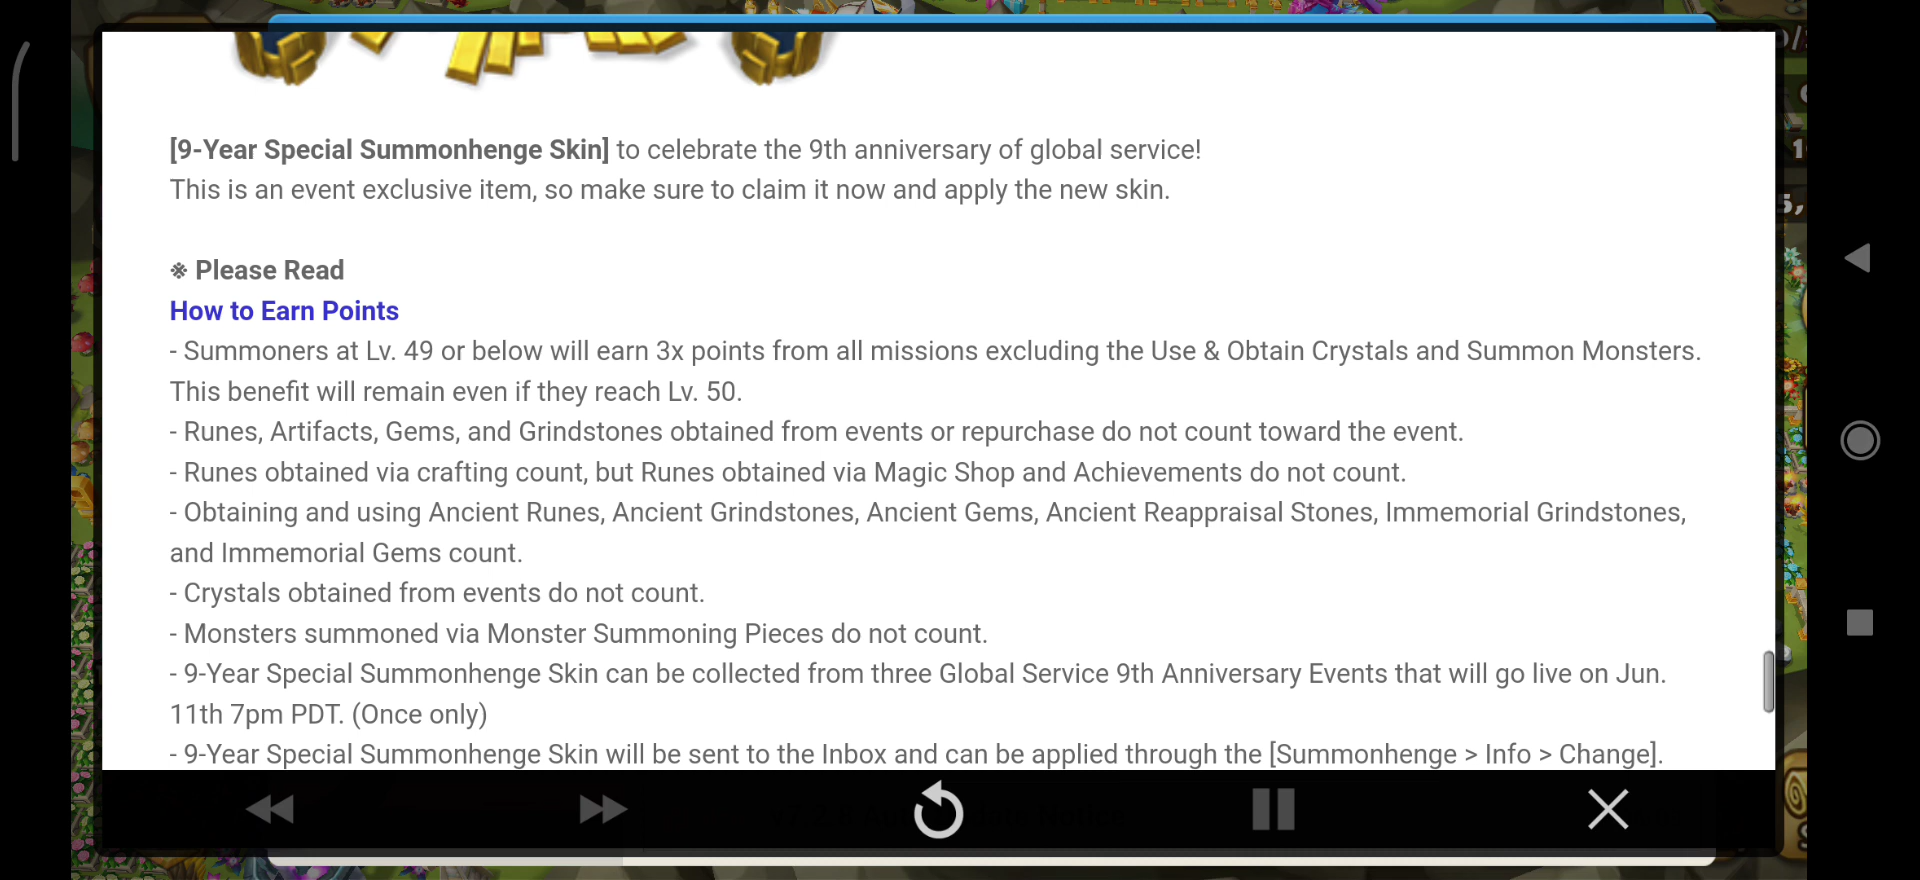 [9-Year Special Summonhenge Skin] to celebrate the 9th anniversary of global service!
This is an event exclusive item, so make sure to claim it now and apply the new skin.
※ Please Read
How to Earn Points
- Summoners at Lv. 49 or below will earn 3x points from all missions excluding the Use & Obtain Crystals and Summon Monsters.
This benefit will remain even if they reach Lv. 50.
- Runes, Artifacts, Gems, and Grindstones obtained from events or repurchase do not count toward the event.
- Runes obtained via crafting count, but Runes obtained via Magic Shop and Achievements do not count.
- Obtaining and using Ancient Runes, Ancient Grindstones, Ancient Gems, Ancient Reappraisal Stones, Immemorial Grindstones,
and Immemorial Gems count.
- Crystals obtained from events do not count.
- Monsters summoned via Monster Summoning Pieces do not count.
- 9-Year Special Summonhenge Skin can be collected from three Global Service 9th Anniversary Events that will go live on Jun.
11th 7pm PDT. (Once only)
- 9-Year Special Summonhenge Skin will be sent to the Inbox and can be applied through the [Summonhenge > Info > Change].